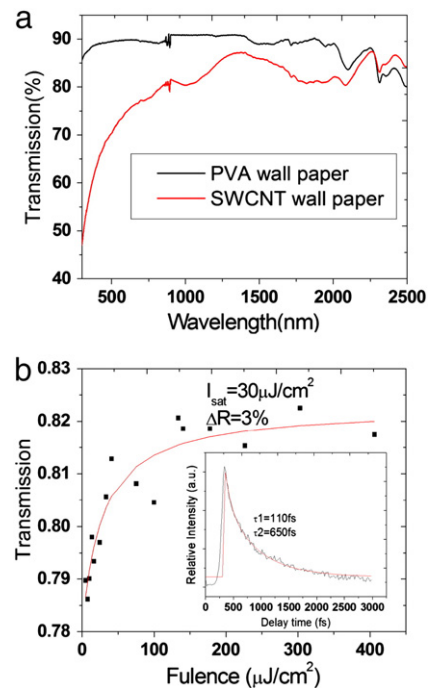 a
Transmission(%)
100
90
80
70
60
50
40
PVA wall paper
SWCNT wall paper
500 1000 1500 2000 2500
Wavelength(nm)
b
Transmission
0.83
0.82
0.81
0.80
0.79
0.78
I_sat=30μJ/cm²
ΔR=3%
Relative Intensity (a.u.)
τ1=110fs
τ2=650fs
0 500 1000 1500 2000 2500 3000
Delay time (fs)
0 100 200 300 400
Fulence (μJ/cm²)